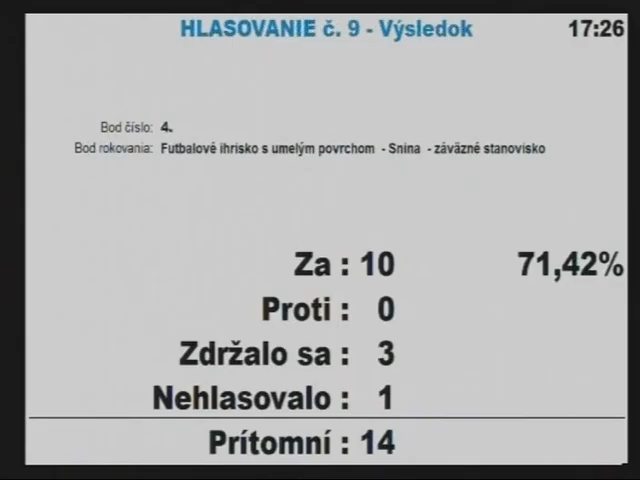 HLASOVANIE č. 9 - Výsledok 17:26
Bod číslo: 4.
Bod rokovania: Futbalové ihrisko s umelým povrchom - Snina - záväzné stanovisko
Za : 10 71,42%
Proti : 0
Zdržalo sa : 3
Nehlasovalo : 1
Prítomní : 14